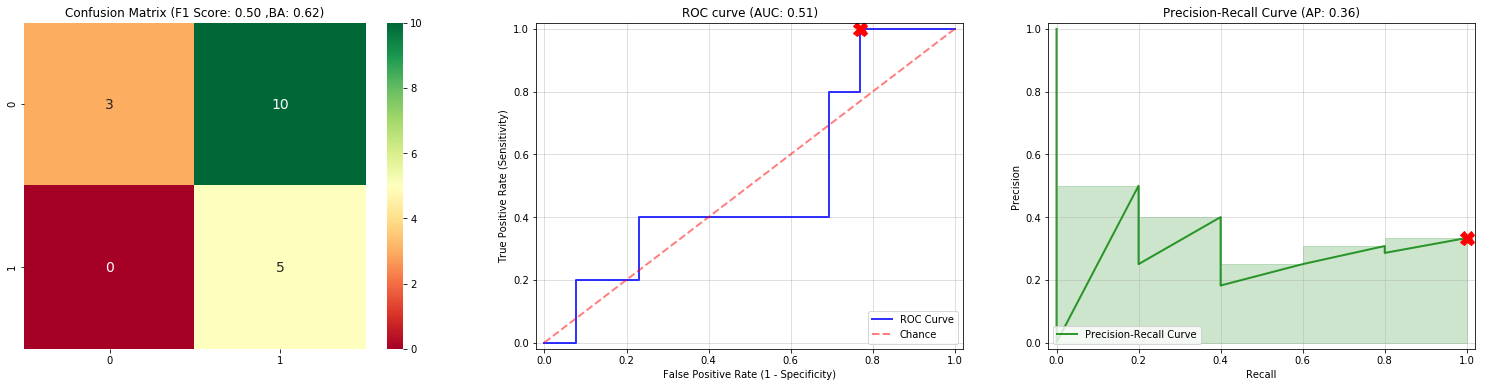 Confusion Matrix (F1 Score: 0.50 ,BA: 0.62)
0
1
3
10
0
5
0
1
10
8
6
4
2
0
ROC curve (AUC: 0.51)
True Positive Rate (Sensitivity)
1.0
0.8
0.6
0.4
0.2
0.0
ROC Curve
Chance
0.0 0.2 0.4 0.6 0.8 1.0
False Positive Rate (1 - Specificity)
Precision-Recall Curve (AP: 0.36)
Precision
1.0
0.8
0.6
0.4
0.2
0.0
Precision-Recall Curve
0.0 0.2 0.4 0.6 0.8 1.0
Recall